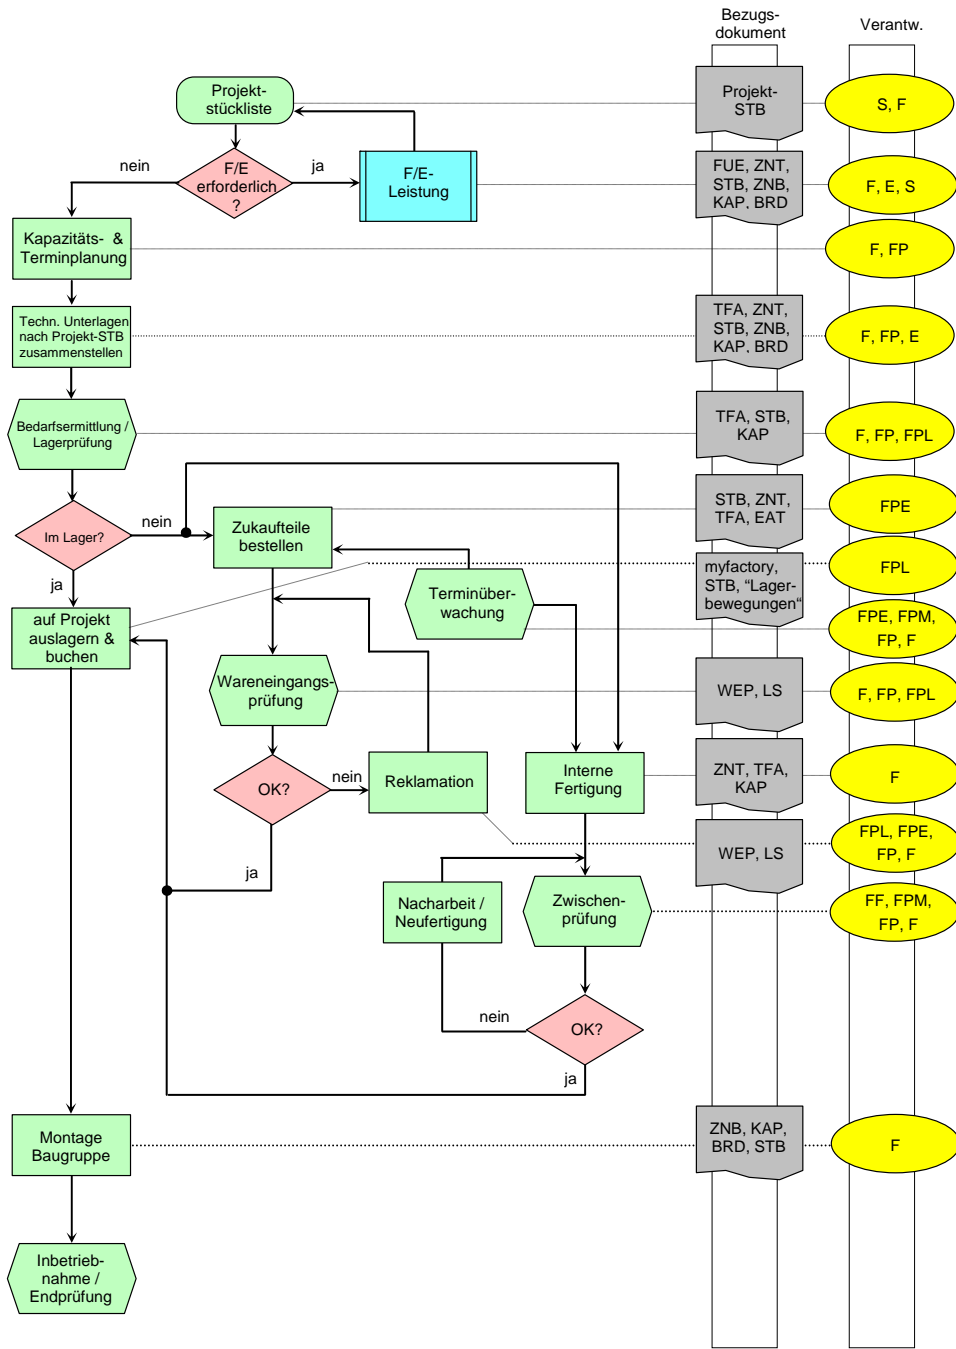 Bezugs-
dokument
Verantw.
Projekt-
stückliste
Projekt-
STB
S, F
nein
F/E
erforderlich
?
ja
F/E-
Leistung
FUE, ZNT,
STB, ZNB,
KAP, BRD
F, E, S
Kapazitäts- &
Terminplanung
F, FP
Techn. Unterlagen
nach Projekt-STB
zusammenstellen
TFA, ZNT,
STB, ZNB,
KAP, BRD
F, FP, E
Bedarfsermittlung /
Lagerprüfung
TFA, STB,
KAP
F, FP, FPL
Im Lager?
nein
Zukaufteile
bestellen
STB, ZNT,
TFA, EAT
FPE
ja
auf Projekt
auslagern &
buchen
Terminüber-
wachung
myfactory,
STB, “Lager-
bewegungen“
FPL
FPE, FPM,
FP, F
Wareneingangs-
prüfung
WEP, LS
F, FP, FPL
OK?
nein
Reklamation
Interne
Fertigung
ZNT, TFA,
KAP
F
ja
WEP, LS
FPL, FPE,
FP, F
Nacharbeit /
Neufertigung
Zwischen-
prüfung
FF, FPM,
FP, F
nein
OK?
ja
Montage
Baugruppe
ZNB, KAP,
BRD, STB
F
Inbetrieb-
nahme /
Endprüfung